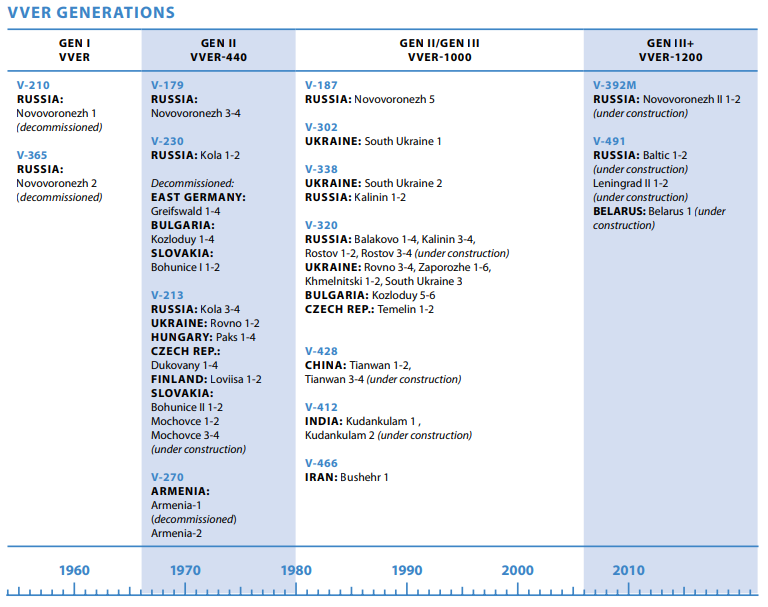 VVER GENERATIONS
GEN I
VVER
V-210
RUSSIA:
Novovoronezh 1
(decommissioned)
V-365
RUSSIA:
Novovoronezh 2
(decommissioned)
GEN II
VVER-440
V-179
RUSSIA:
Novovoronezh 3-4
V-230
RUSSIA: Kola 1-2
Decommissioned:
EAST GERMANY:
Greifswald 1-4
BULGARIA:
Kozloduy 1-4
SLOVAKIA:
Bohunice I 1-2
V-213
RUSSIA: Kola 3-4
UKRAINE: Rovno 1-2
HUNGARY: Paks 1-4
CZECH REP.:
Dukovany 1-4
FINLAND: Loviisa 1-2
SLOVAKIA:
Bohunice II 1-2
Mochovce 1-2
Mochovce 3-4
(under construction)
V-270
ARMENIA:
Armenia-1
(decommissioned)
Armenia-2
GEN II/GEN III
VVER-1000
V-187
RUSSIA: Novovoronezh 5
V-302
UKRAINE: South Ukraine 1
V-338
UKRAINE: South Ukraine 2
RUSSIA: Kalinin 1-2
V-320
RUSSIA: Balakovo 1-4, Kalinin 3-4,
Rostov 1-2, Rostov 3-4 (under construction)
UKRAINE: Rovno 3-4, Zaporozhe 1-6,
Khmelnitski 1-2, South Ukraine 3
BULGARIA: Kozloduy 5-6
CZECH REP.: Temelin 1-2
V-428
CHINA: Tianwan 1-2,
Tianwan 3-4 (under construction)
V-412
INDIA: Kudankulam 1 ,
Kudankulam 2 (under construction)
V-466
IRAN: Bushehr 1
GEN III+
VVER-1200
V-392M
RUSSIA: Novovoronezh II 1-2
(under construction)
V-491
RUSSIA: Baltic 1-2
(under construction)
Leningrad II 1-2
(under construction)
BELARUS: Belarus 1 (under
construction)
1960 1970 1980 1990 2000 2010